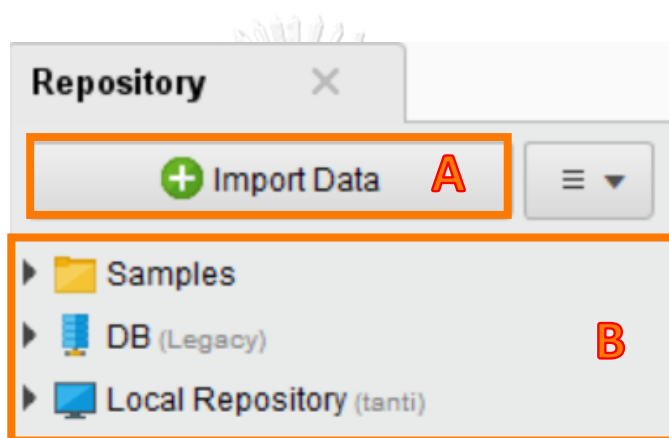 Repository
Import Data A
Samples
DB (Legacy) B
Local Repository (tanti)